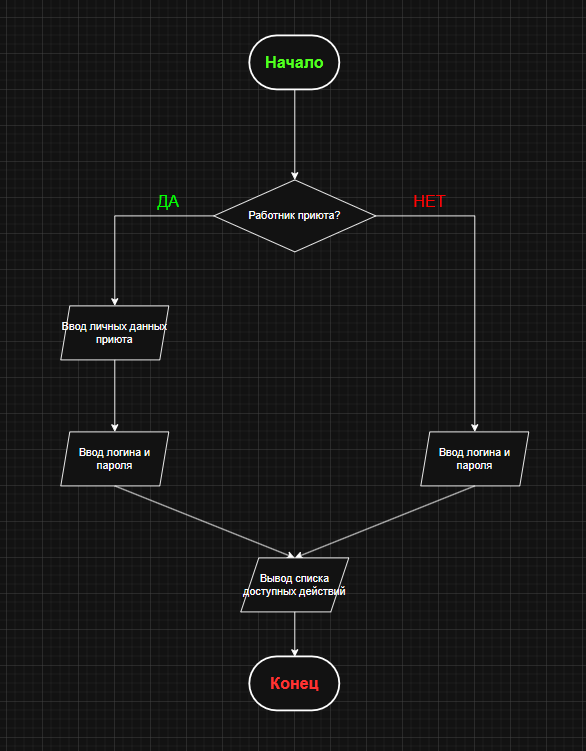 Начало
ДА
НЕТ
Работник приюта?
Ввод личных данных
приюта
Ввод логина и
пароля
Ввод логина и
пароля
Вывод списка
доступных действий
Конец